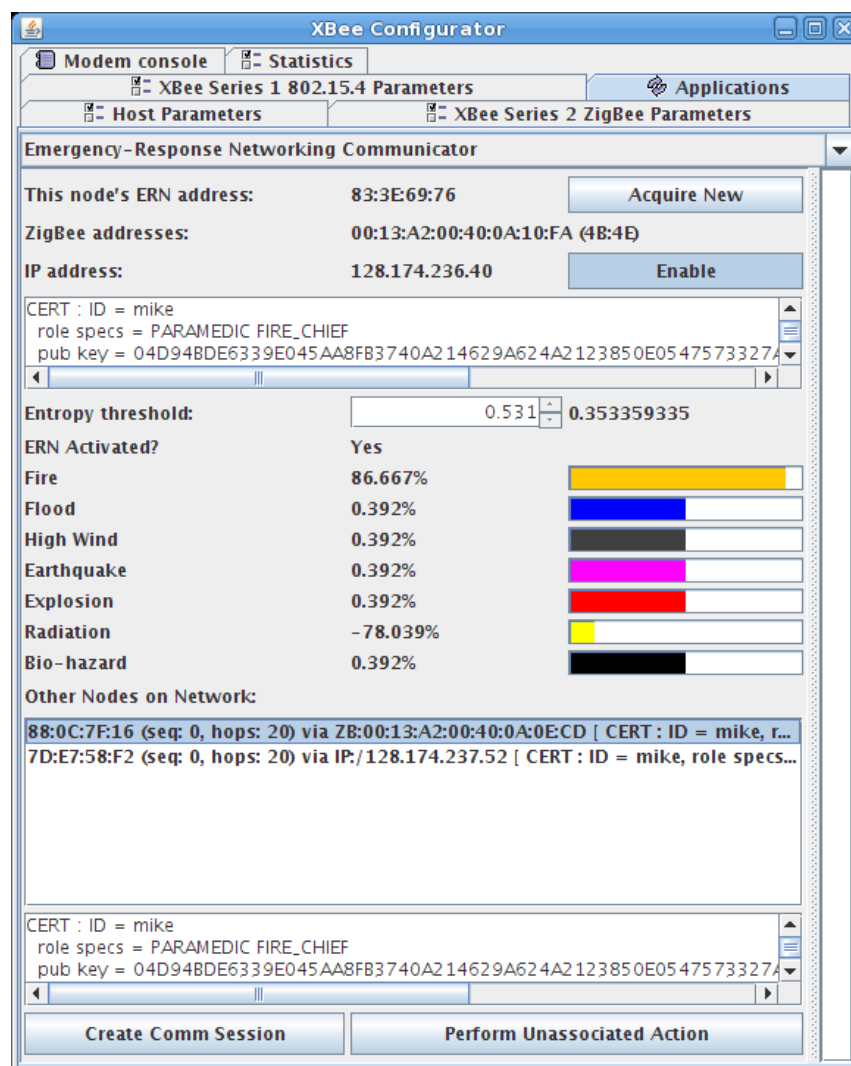 XBee Configurator
Modem console Statistics
XBee Series 1 802.15.4 Parameters Applications
Host Parameters XBee Series 2 ZigBee Parameters
Emergency-Response Networking Communicator
This node's ERN address: 83:3E:69:76 Acquire New
ZigBee addresses: 00:13:A2:00:40:0A:10:FA (4B:4E)
IP address: 128.174.236.40 Enable
CERT : ID = mike
role specs = PARAMEDIC FIRE_CHIEF
pub key = 04D94BDE6339E045AA8FB3740A214629A624A2123850E0547573327A
Entropy threshold: 0.531 0.353359335
ERN Activated? Yes
Fire 86.667%
Flood 0.392%
High Wind 0.392%
Earthquake 0.392%
Explosion 0.392%
Radiation -78.039%
Bio-hazard 0.392%
Other Nodes on Network:
88:0C:7F:16 (seq: 0, hops: 20) via ZB:00:13:A2:00:40:0A:0E:CD [ CERT : ID = mike, r...
7D:E7:58:F2 (seq: 0, hops: 20) via IP:/128.174.237.52 [ CERT : ID = mike, role specs...
CERT : ID = mike
role specs = PARAMEDIC FIRE_CHIEF
pub key = 04D94BDE6339E045AA8FB3740A214629A624A2123850E0547573327A
Create Comm Session Perform Unassociated Action